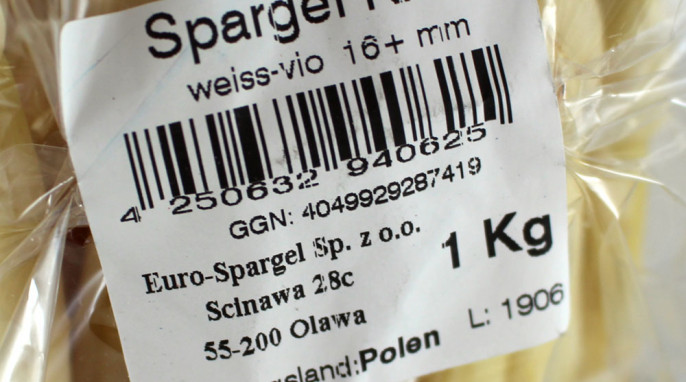 Spargel
weiss-vio 16+ mm
4 250632 940625
GGN: 4049929287419
Euro-Spargel Sp. z o.o.
Scinawa 28c
55-200 Olawa
1 Kg
L: 1906
gsland:Polen